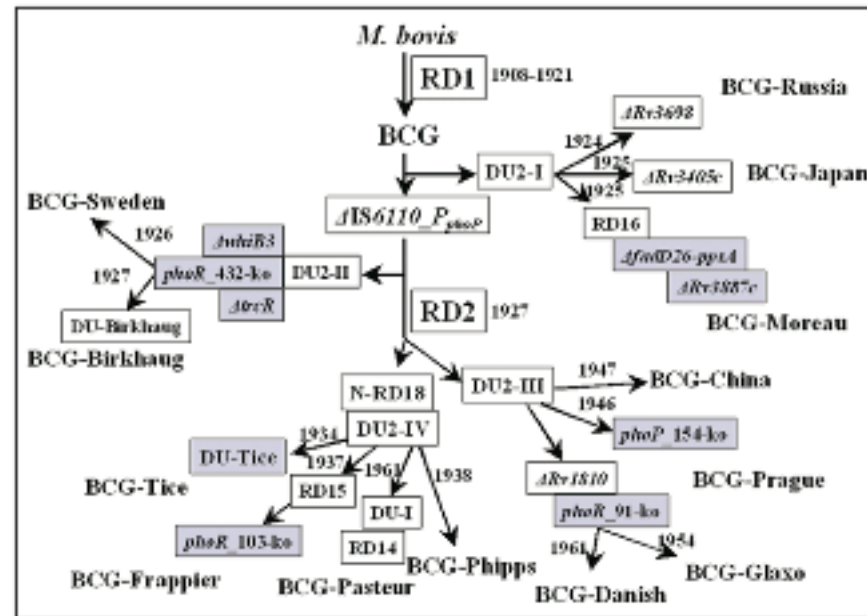 M. bovis
RD1 1908-1921
BCG-Russia
ΔRv3698
BCG
1924
DU2-I
1925
ΔRv3405c
BCG-Japan
1925
BCG-Sweden
ΔIS6110_PphoP
RD16
1926
ΔwhiB3
ΔfadD26-ppsA
1927
phoR_432-ko
DU2-II
ΔRv3887c
ΔtrcR
DU-Birkhaug
RD2 1927
BCG-Moreau
BCG-Birkhaug
1947
BCG-China
N-RD18
DU2-III
1946
1934
DU2-IV
phoP_154-ko
DU-Tice
1937
1961
1938
ΔRv1810
BCG-Prague
BCG-Tice
RD15
phoR_91-ko
DU-I
phoR_103-ko
RD14
1961
1954
BCG-Phipps
BCG-Glaxo
BCG-Frappier
BCG-Pasteur
BCG-Danish